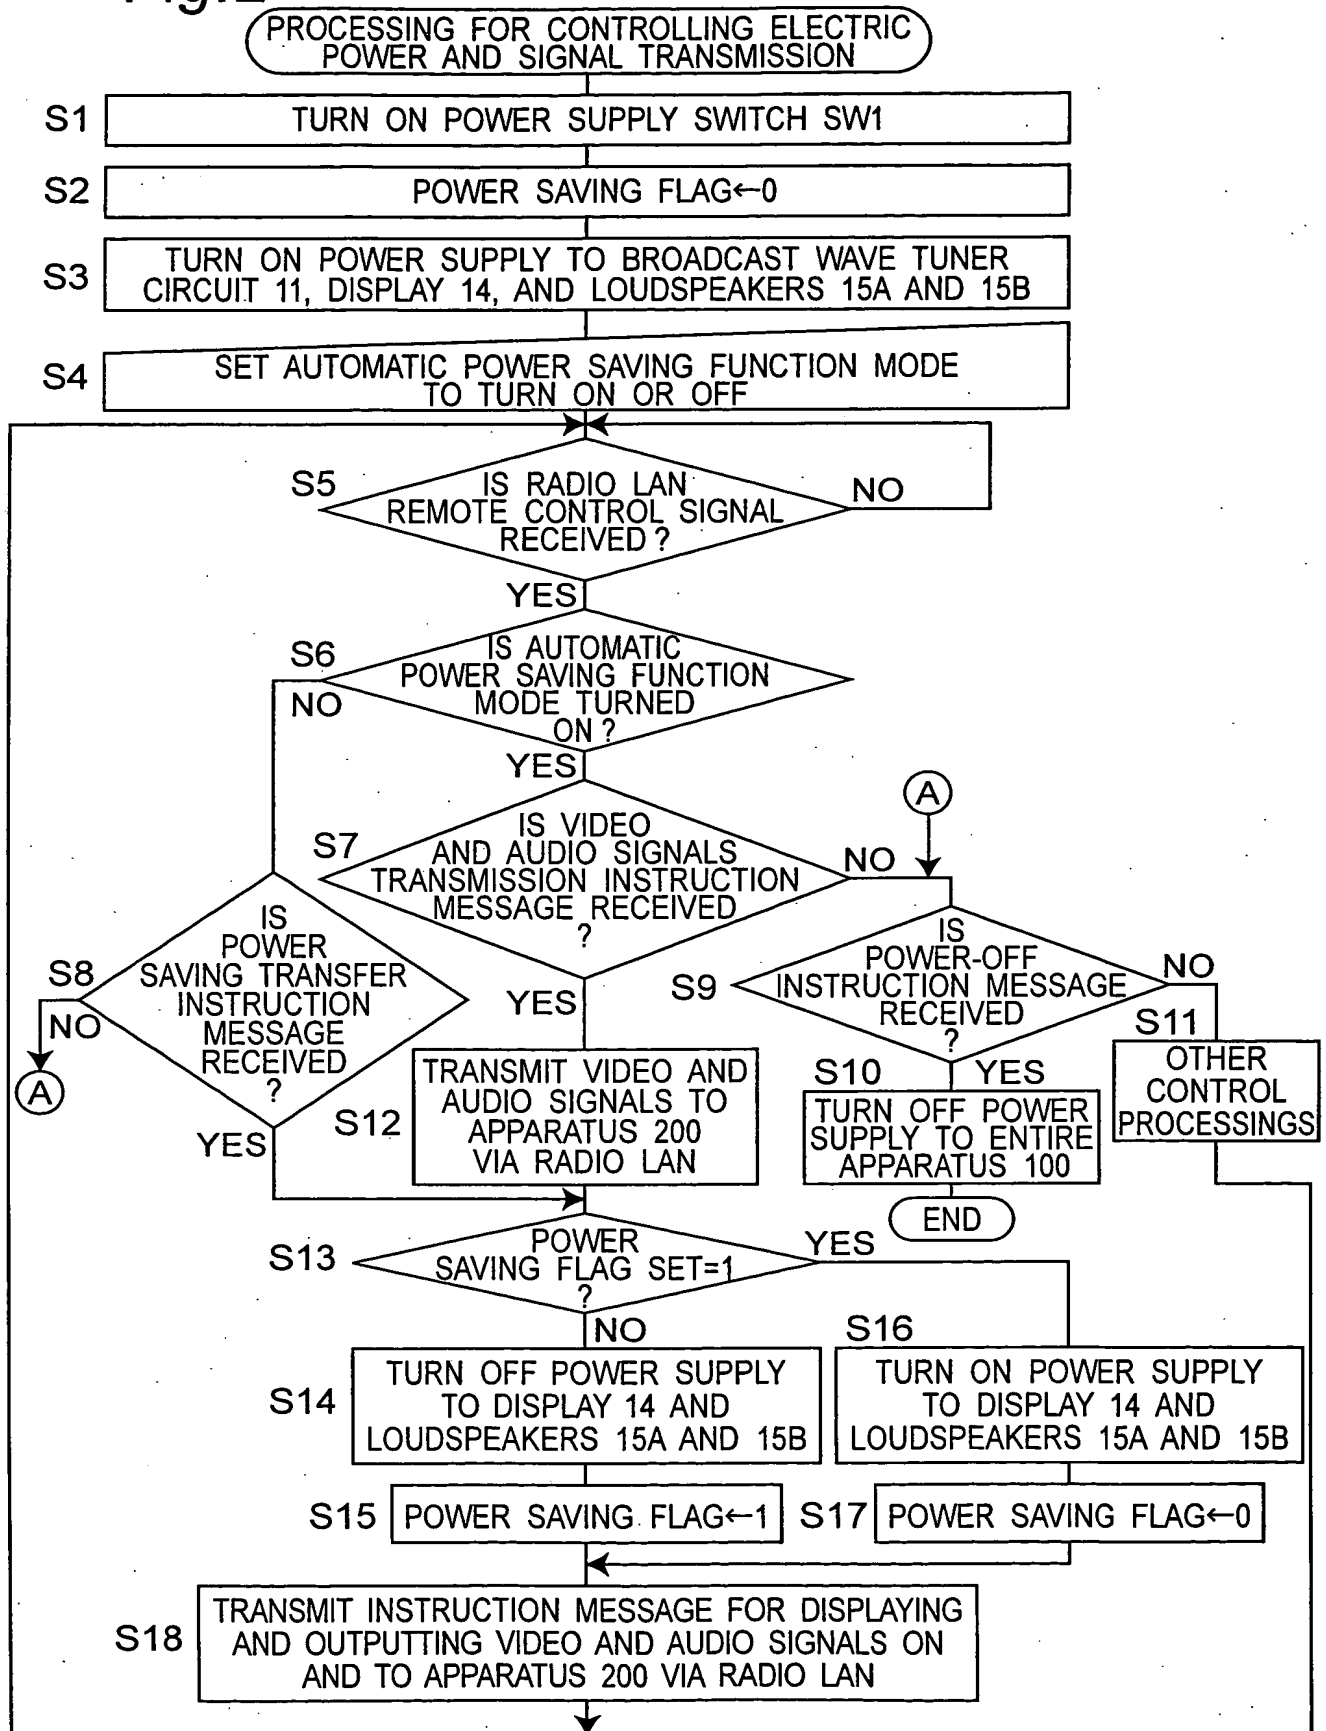 PROCESSING FOR CONTROLLING ELECTRIC
POWER AND SIGNAL TRANSMISSION
S1
TURN ON POWER SUPPLY SWITCH SW1
S2
POWER SAVING FLAG←0
S3
TURN ON POWER SUPPLY TO BROADCAST WAVE TUNER
CIRCUIT 11, DISPLAY 14, AND LOUDSPEAKERS 15A AND 15B
S4
SET AUTOMATIC POWER SAVING FUNCTION MODE
TO TURN ON OR OFF
S5
IS RADIO LAN
REMOTE CONTROL SIGNAL
RECEIVED ?
NO
YES
S6
IS AUTOMATIC
POWER SAVING FUNCTION
MODE TURNED
ON ?
NO
YES
S7
IS VIDEO
AND AUDIO SIGNALS
TRANSMISSION INSTRUCTION
MESSAGE RECEIVED
?
NO
A
YES
S8
IS
POWER
SAVING TRANSFER
INSTRUCTION
MESSAGE
RECEIVED
?
NO
A
YES
S9
IS
POWER-OFF
INSTRUCTION MESSAGE
RECEIVED
?
NO
YES
S10
TURN OFF POWER
SUPPLY TO ENTIRE
APPARATUS 100
END
S11
OTHER
CONTROL
PROCESSINGS
S12
TRANSMIT VIDEO AND
AUDIO SIGNALS TO
APPARATUS 200
VIA RADIO LAN
S13
POWER
SAVING FLAG SET=1
?
YES
NO
S14
TURN OFF POWER SUPPLY
TO DISPLAY 14 AND
LOUDSPEAKERS 15A AND 15B
S16
TURN ON POWER SUPPLY
TO DISPLAY 14 AND
LOUDSPEAKERS 15A AND 15B
S15
POWER SAVING FLAG←1
S17
POWER SAVING FLAG←0
S18
TRANSMIT INSTRUCTION MESSAGE FOR DISPLAYING
AND OUTPUTTING VIDEO AND AUDIO SIGNALS ON
AND TO APPARATUS 200 VIA RADIO LAN